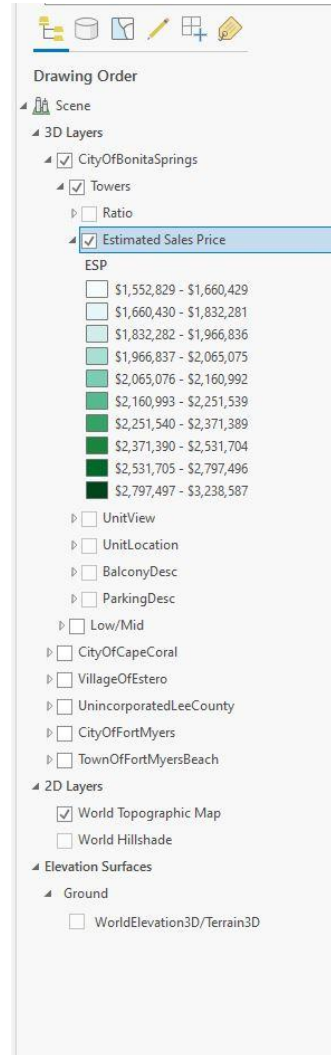 Drawing Order
Scene
3D Layers
CityOfBonitaSprings
Towers
Ratio
Estimated Sales Price
ESP
$1,552,829 - $1,660,429
$1,660,430 - $1,832,281
$1,832,282 - $1,966,836
$1,966,837 - $2,065,075
$2,065,076 - $2,160,992
$2,160,993 - $2,251,539
$2,251,540 - $2,371,389
$2,371,390 - $2,531,704
$2,531,705 - $2,797,496
$2,797,497 - $3,238,587
UnitView
UnitLocation
BalconyDesc
ParkingDesc
Low/Mid
CityOfCapeCoral
VillageOfEstero
UnincorporatedLeeCounty
CityOfFortMyers
TownOfFortMyersBeach
2D Layers
World Topographic Map
World Hillshade
Elevation Surfaces
Ground
WorldElevation3D/Terrain3D